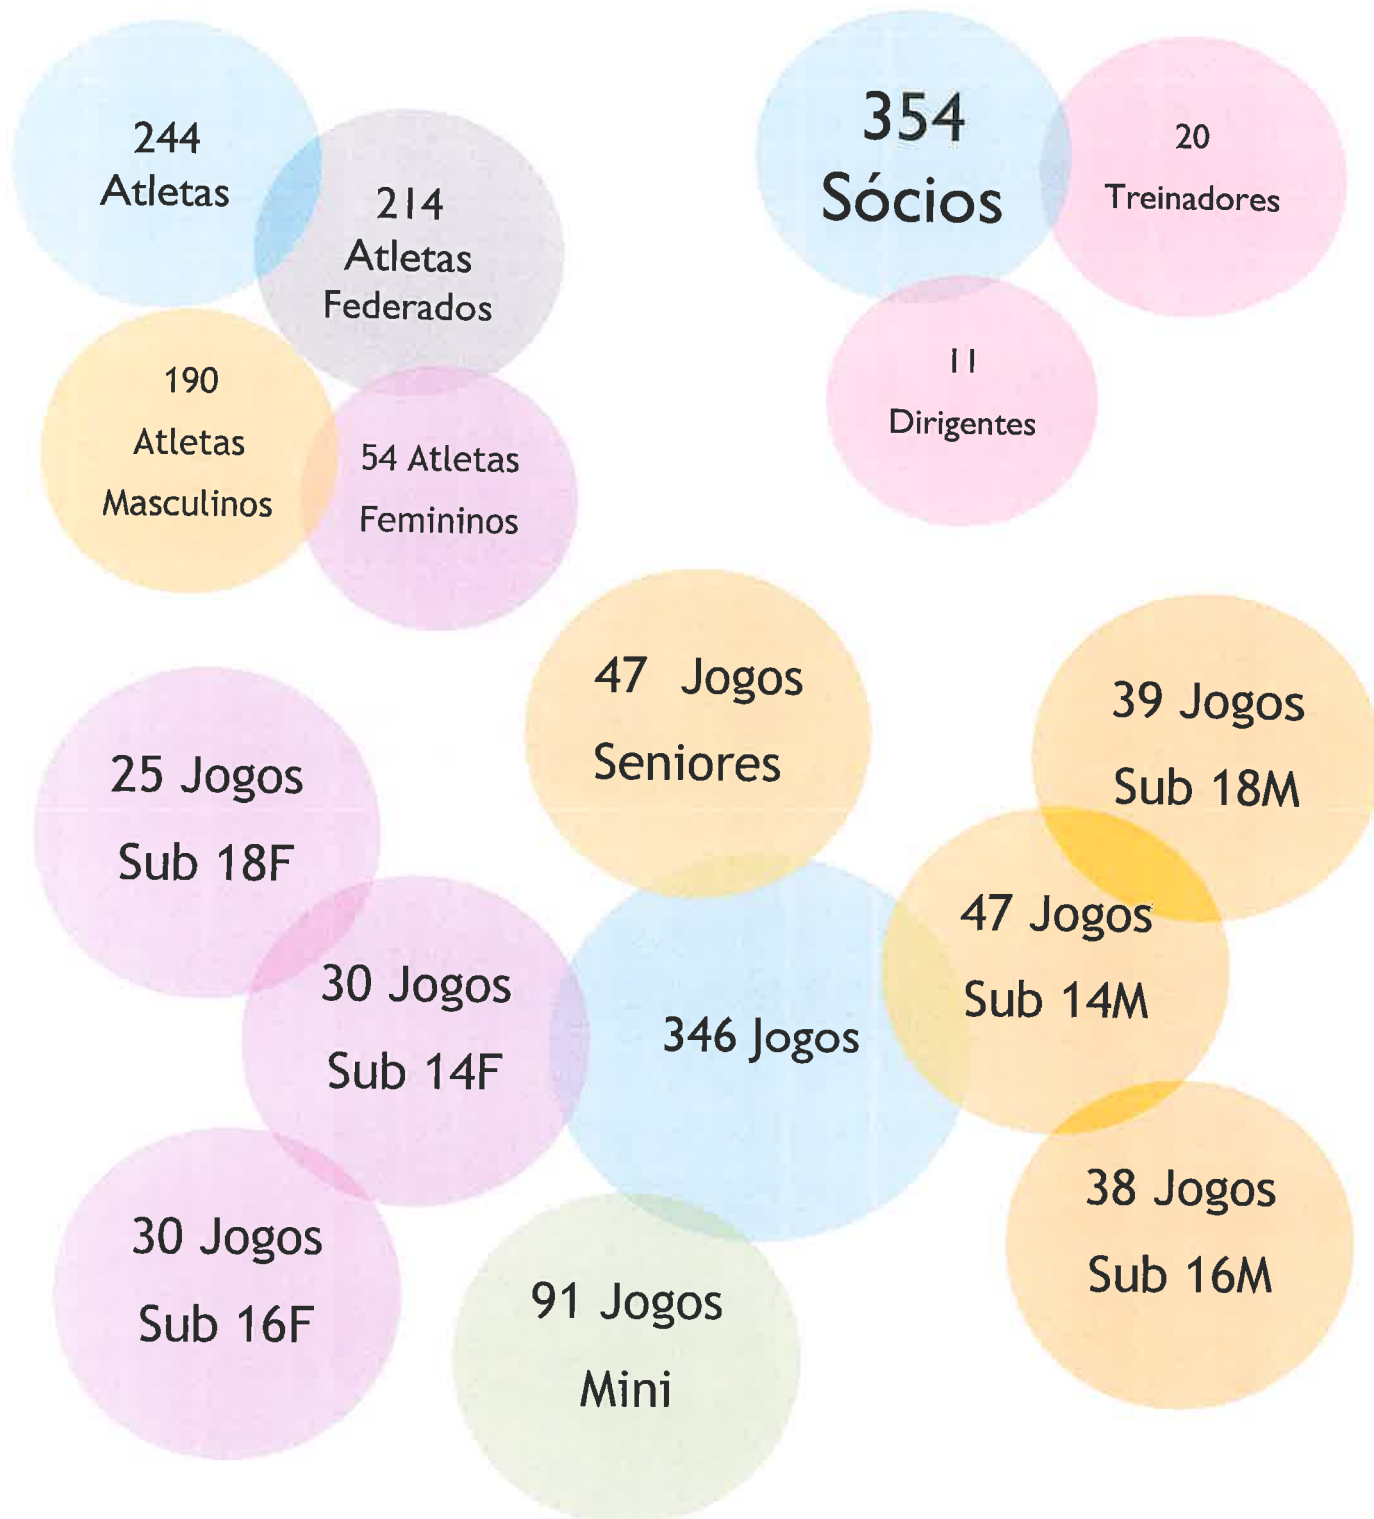 244
Atletas
214
Atletas
Federados
190
Atletas
Masculinos
54 Atletas
Femininos
354
Sócios
20
Treinadores
11
Dirigentes
47 Jogos
Seniores
39 Jogos
Sub 18M
25 Jogos
Sub 18F
47 Jogos
Sub 14M
30 Jogos
Sub 14F
346 Jogos
38 Jogos
Sub 16M
30 Jogos
Sub 16F
91 Jogos
Mini